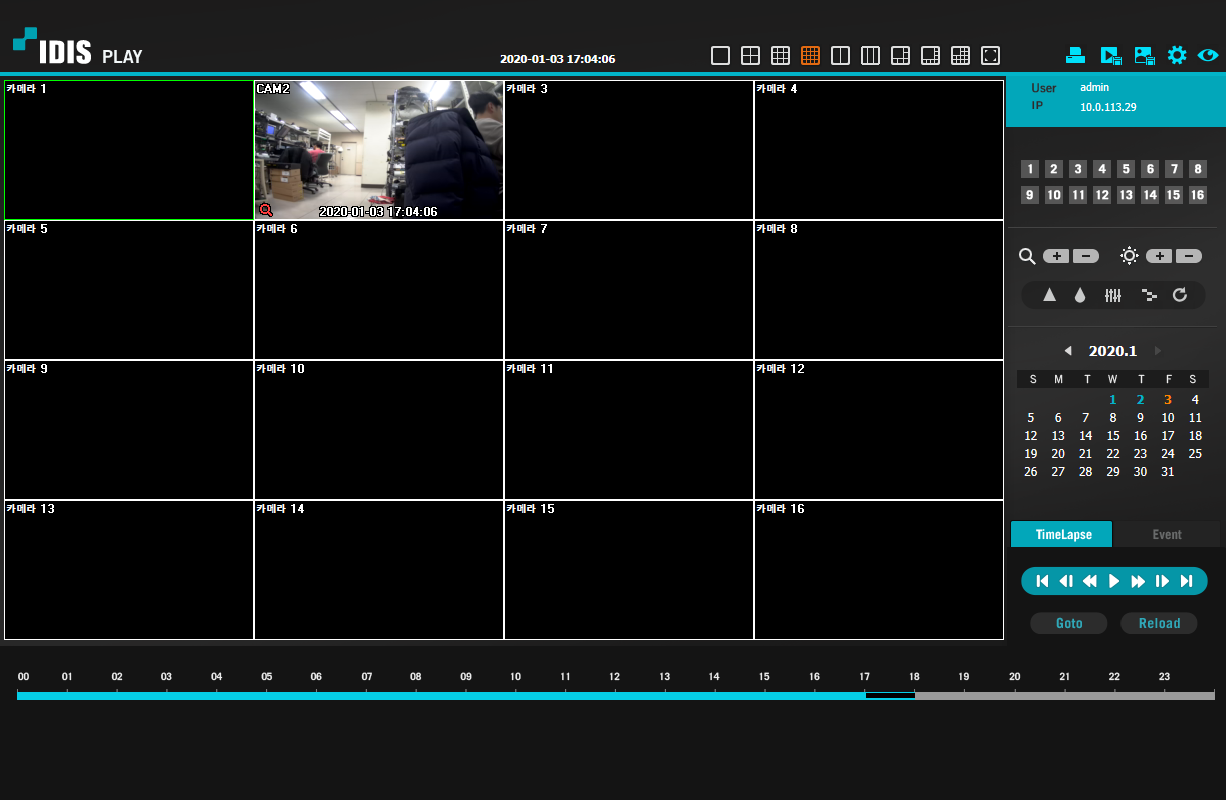 IDIS PLAY
2020-01-03 17:04:06
User admin
IP 10.0.113.29
카메라 1
CAM2
카메라 3
카메라 4
2020-01-03 17:04:06
카메라 5
카메라 6
카메라 7
카메라 8
카메라 9
카메라 10
카메라 11
카메라 12
카메라 13
카메라 14
카메라 15
카메라 16
1 2 3 4 5 6 7 8
9 10 11 12 13 14 15 16
2020.1
S M T W T F S
1 2 3 4
5 6 7 8 9 10 11
12 13 14 15 16 17 18
19 20 21 22 23 24 25
26 27 28 29 30 31
TimeLapse Event
Goto Reload
00 01 02 03 04 05 06 07 08 09 10 11 12 13 14 15 16 17 18 19 20 21 22 23